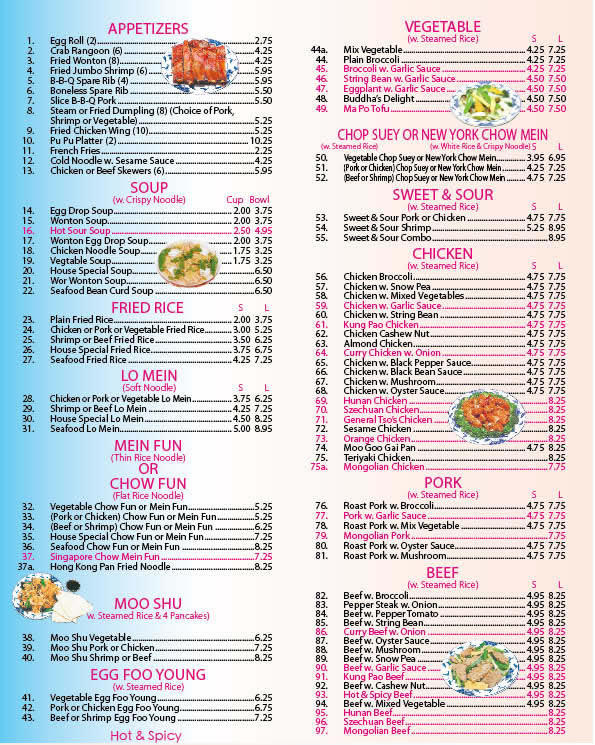 APPETIZERS
1. Egg Roll (2) 2.75
2. Crab Rangoon (6) 4.25
3. Fried Wonton (8) 4.25
4. Fried Jumbo Shrimp (6) 5.95
5. B-B-Q Spare Rib (4) 5.95
6. Boneless Spare Rib 5.50
7. Slice B-B-Q Pork 5.50
8. Steam or Fried Dumpling (8) (Choice of Pork,
Shrimp or Vegetable) 5.25
9. Fried Chicken Wing (10) 5.25
10. Pu Pu Platter (2) 10.25
11. French Fries 2.25
12. Cold Noodle w. Sesame Sauce 4.25
13. Chicken or Beef Skewers (6) 5.95
SOUP
(w. Crispy Noodle) Cup Bowl
14. Egg Drop Soup 2.00 3.75
15. Wonton Soup 2.00 3.75
16. Hot Sour Soup 2.50 4.95
17. Wonton Egg Drop Soup 2.00 3.75
18. Chicken Noodle Soup 1.75 3.25
19. Vegtable Soup 1.75 3.25
20. House Special Soup 6.50
21. Wor Wonton Soup 6.50
22. Seafood Bean Curd Soup 6.50
FRIED RICE S L
23. Plain Fried Rice 2.00 3.75
24. Chicken or Pork or Vegetable Fried Rice 3.00 5.25
25. Shrimp or Beef Fried Rice 3.50 6.25
26. House Special Fried Rice 3.75 6.75
27. Seafood Fried Rice 4.25 7.25
LO MEIN
(Soft Noodle) S L
28. Chicken or Pork or Vegetable Lo Mein 3.75 6.25
29. Shrimp or Beef Lo Mein 4.25 7.25
30. House Special Lo Mein 4.50 8.25
31. Seafood Lo Mein 5.00 8.95
MEIN FUN
(Thin Rice Noodle)
OR
CHOW FUN
(Flat Rice Noodle)
32. Vegetable Chow Fun or Mein Fun 5.25
33. (Pork or Chicken) Chow Fun or Mein Fun 5.25
34. (Beef or Shrimp) Chow Fun or Mein Fun 6.25
35. House Special Chow Fun or Mein Fun 7.25
36. Seafood Chow Fun or Mein Fun 8.25
37. Singapore Chow Mein Fun 7.25
37a. Hong Kong Pan Fried Noodle 8.25
MOO SHU
(w. Steamed Rice & 4 Pancakes)
38. Moo Shu Vegetable 6.25
39. Moo Shu Pork or Chicken 7.25
40. Moo Shu Shrimp or Beef 8.25
EGG FOO YOUNG
(w. Steamed Rice)
41. Vegetable Egg Foo Young 6.25
42. Pork or Chicken Egg Foo Young 6.75
43. Beef or Shrimp Egg Foo Young 7.25
Hot & Spicy
VEGETABLE
(w. Steamed Rice) S L
44a. Mix Vegetable 4.25 7.25
44. Plain Broccoli 4.25 7.25
45. Broccoli w. Garlic Sauce 4.25 7.25
46. String Bean w. Garlic Sauce 4.50 7.50
47. Eggplant w. Garlic Sauce 4.50 7.50
48. Buddha's Delight 4.50 7.50
49. Ma Po Tofu 4.50 7.50
CHOP SUEY OR NEW YORK CHOW MEIN
(w. Steamed Rice) (w. White Rice & Crispy Noodle) S L
50. Vegetable Chop Suey or New York Chow Mein 3.95 6.95
51. (Pork or Chicken) Chop Suey or New York Chow Mein 4.25 7.25
52. (Beef or Shrimp) Chop Suey or New York Chow Mein 4.75 7.25
SWEET & SOUR
(w. Steamed Rice) S L
53. Sweet & Sour Pork or Chicken 4.75 7.75
54. Sweet & Sour Shrimp 5.25 8.95
55. Sweet & Sour Combo 8.95
CHICKEN
(w. Steamed Rice) S L
56. Chicken Broccoli 4.75 7.75
57. Chicken w. Snow Pea 4.75 7.75
58. Chicken w. Mixed Vegetables 4.75 7.75
59. Chicken w. Garlic Sauce 4.75 7.75
60. Chicken w. String Bean 4.75 7.75
61. Kung Pao Chicken 4.75 7.75
62. Chicken Cashew Nut 4.75 7.75
63. Almond Chicken 4.75 7.75
64. Curry Chicken w. Onion 4.75 7.75
65. Chicken w. Black Pepper Sauce 4.75 7.75
66. Chicken w. Black Bean Sauce 4.75 7.75
67. Chicken w. Mushroom 4.75 7.75
68. Chicken w. Oyster Sauce 4.75 7.75
69. Hunan Chicken 8.25
70. Szechuan Chicken 8.25
71. General Tso's Chicken 8.25
72. Sesame Chicken 8.25
73. Orange Chicken 8.25
74. Moo Goo Gai Pan 4.75 8.25
75. Teriyaki Chicken 8.25
75a. Mongolian Chicken 7.75
PORK
(w. Steamed Rice) S L
76. Roast Pork w. Broccoli 4.75 7.75
77. Pork w. Garlic Sauce 4.75 7.75
78. Roast Pork w. Mix Vegetable 4.75 7.75
79. Mongolian Pork 7.75
80. Roast Pork w. Oyster Sauce 4.75 7.75
81. Roast Pork w. Mushroom 4.75 7.75
BEEF
(w. Steamed Rice) S L
82. Beef w. Broccoli 4.95 8.25
83. Pepper Steak w. Onion 4.95 8.25
84. Beef w. Pepper Tomato 4.95 8.25
85. Beef w. String Bean 4.95 8.25
86. Curry Beef w. Onion 4.95 8.25
87. Beef w. Oyster Sauce 4.95 8.25
88. Beef w. Mushroom 4.95 8.25
89. Beef w. Snow Pea 4.95 8.25
90. Beef w. Garlic Sauce 4.95 8.25
91. Kung Pao Beef 4.95 8.25
92. Beef w. Cashew Nut 4.95 8.25
93. Hot & Spicy Beef 4.95 8.25
94. Beef w. Mixed Vegetable 4.95 8.25
95. Hunan Beef 8.25
96. Szechuan Beef 8.25
97. Mongolian Beef 8.25